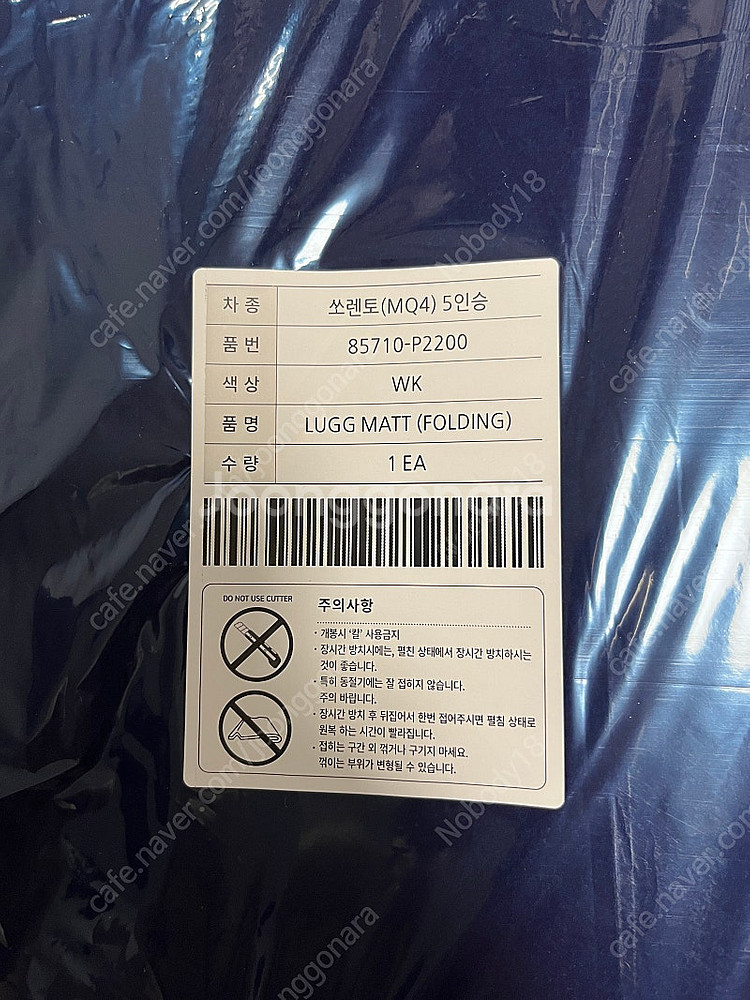 차 종 쏘렌토(MQ4) 5인승
품 번 85710-P2200
색 상 WK
품 명 LUGG MATT (FOLDING)
수 량 1 EA
Joonggonara
DO NOT USE CUTTER
주의사항
· 개봉시 '칼' 사용금지
· 장시간 방치시에는, 펼친 상태에서 장시간 방치하시는
것이 좋습니다.
· 특히 동절기에는 잘 접히지 않습니다.
주의 바랍니다.
· 장시간 방치 후 뒤집어서 한번 접어주시면 펼침 상태로
원복 하는 시간이 빨라집니다.
· 접히는 구간 외 꺾거나 구기지 마세요.
꺾이는 부위가 변형될 수 있습니다.
cafe.naver.com/joonggonara
Nobody18